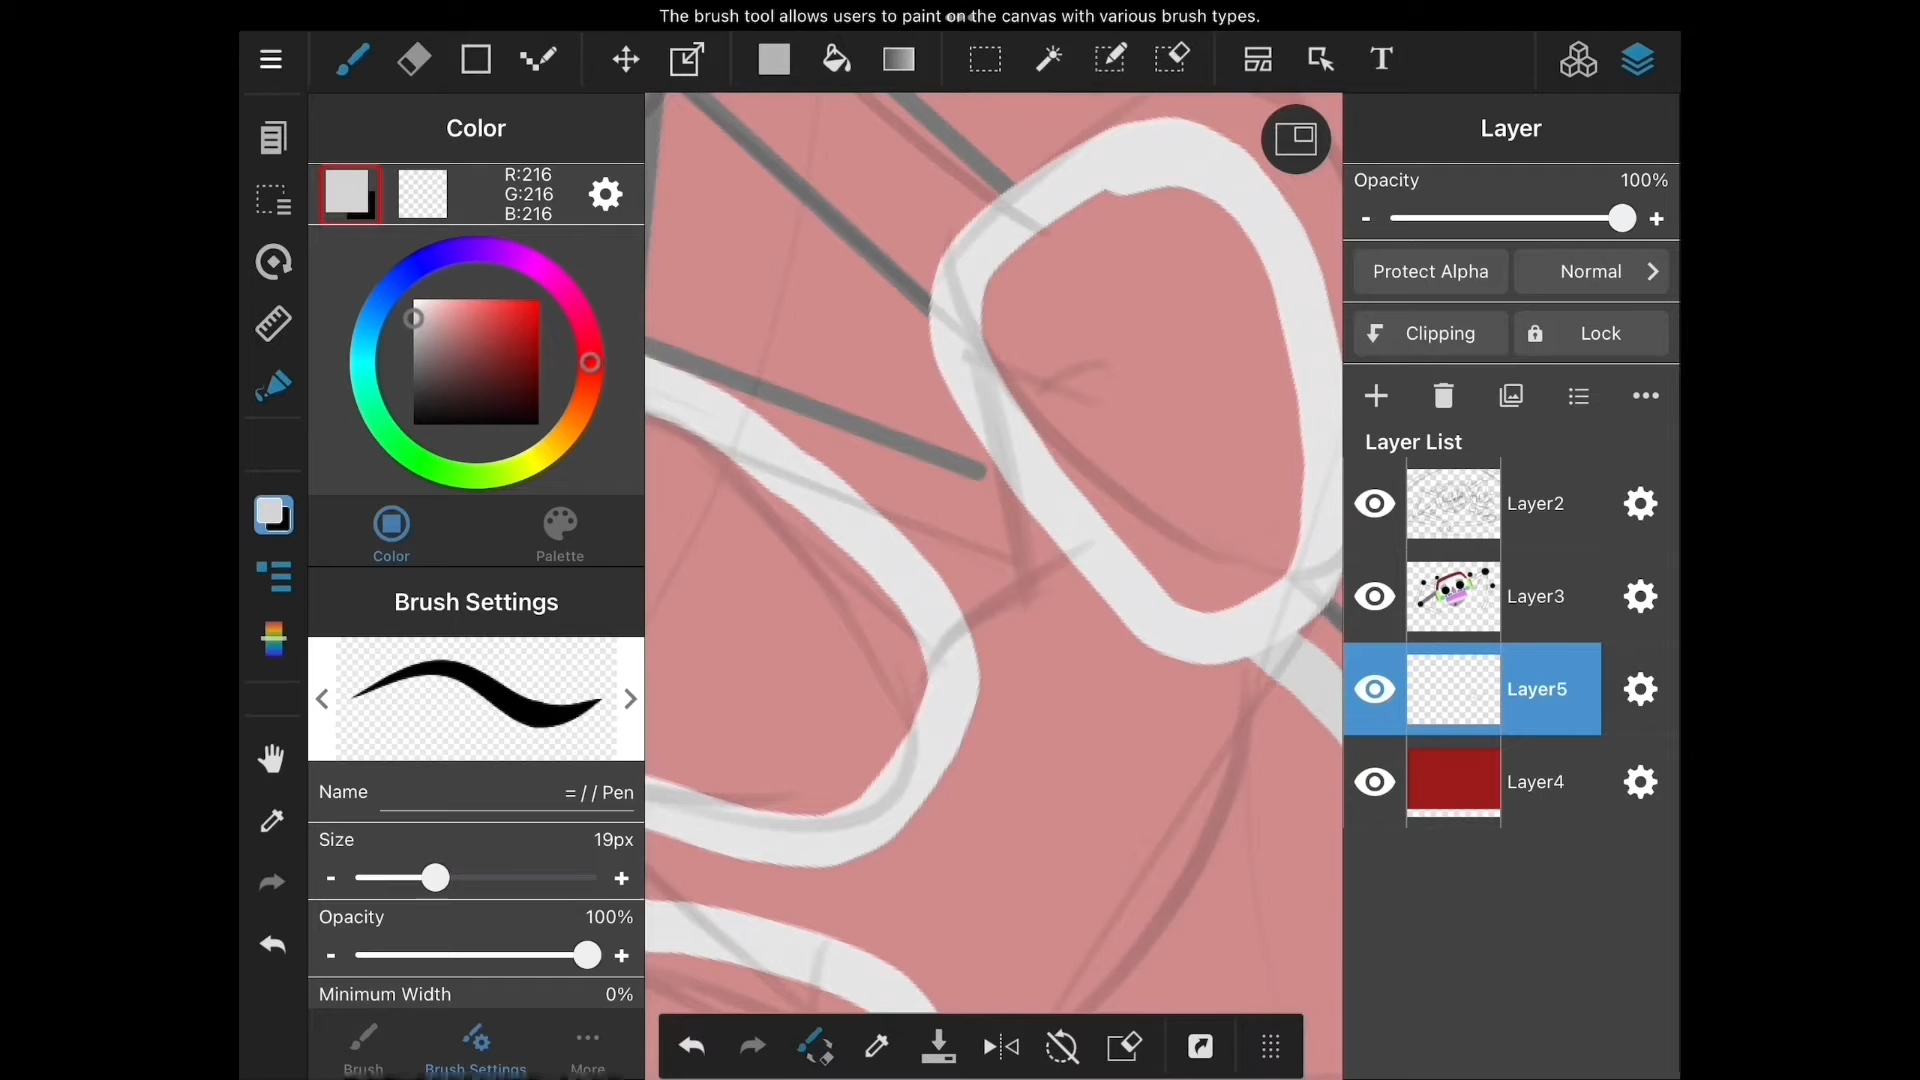 The brush tool allows users to paint on the canvas with various brush types.
Color
Layer
R:216
G:216
B:216
Opacity 100%
- +
Protect Alpha Normal
Clipping Lock
Layer List
Layer2
Layer3
Layer5
Layer4
Color Palette
Brush Settings
Name =//Pen
Size 19px
- +
Opacity 100%
- +
Minimum Width 0%
Brush Brush Settings More